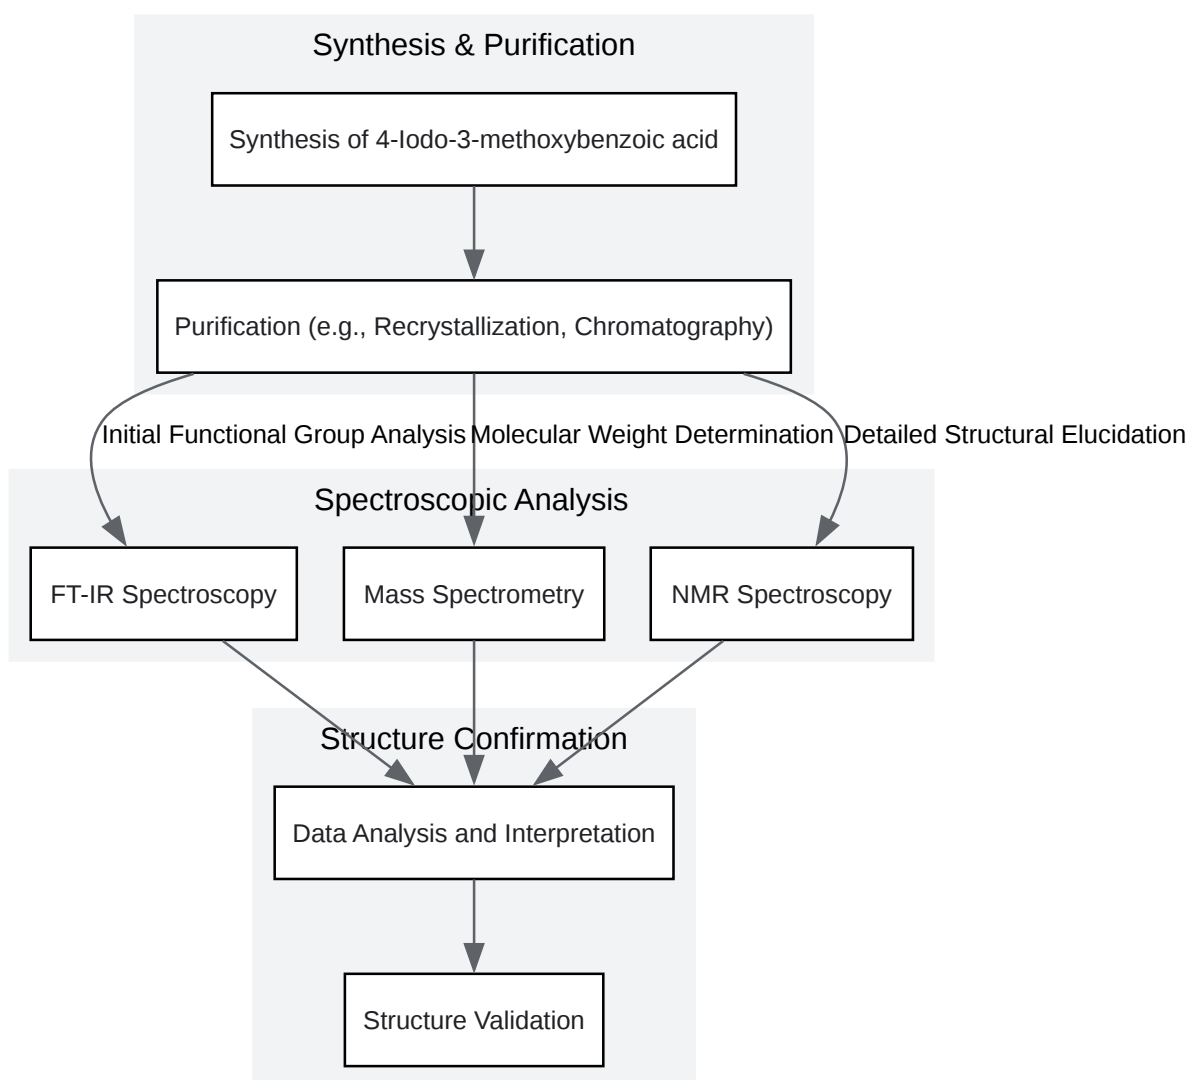 Synthesis & Purification
Synthesis of 4-Iodo-3-methoxybenzoic acid
Purification (e.g., Recrystallization, Chromatography)
Initial Functional Group Analysis
Molecular Weight Determination
Detailed Structural Elucidation
Spectroscopic Analysis
FT-IR Spectroscopy
Mass Spectrometry
NMR Spectroscopy
Structure Confirmation
Data Analysis and Interpretation
Structure Validation